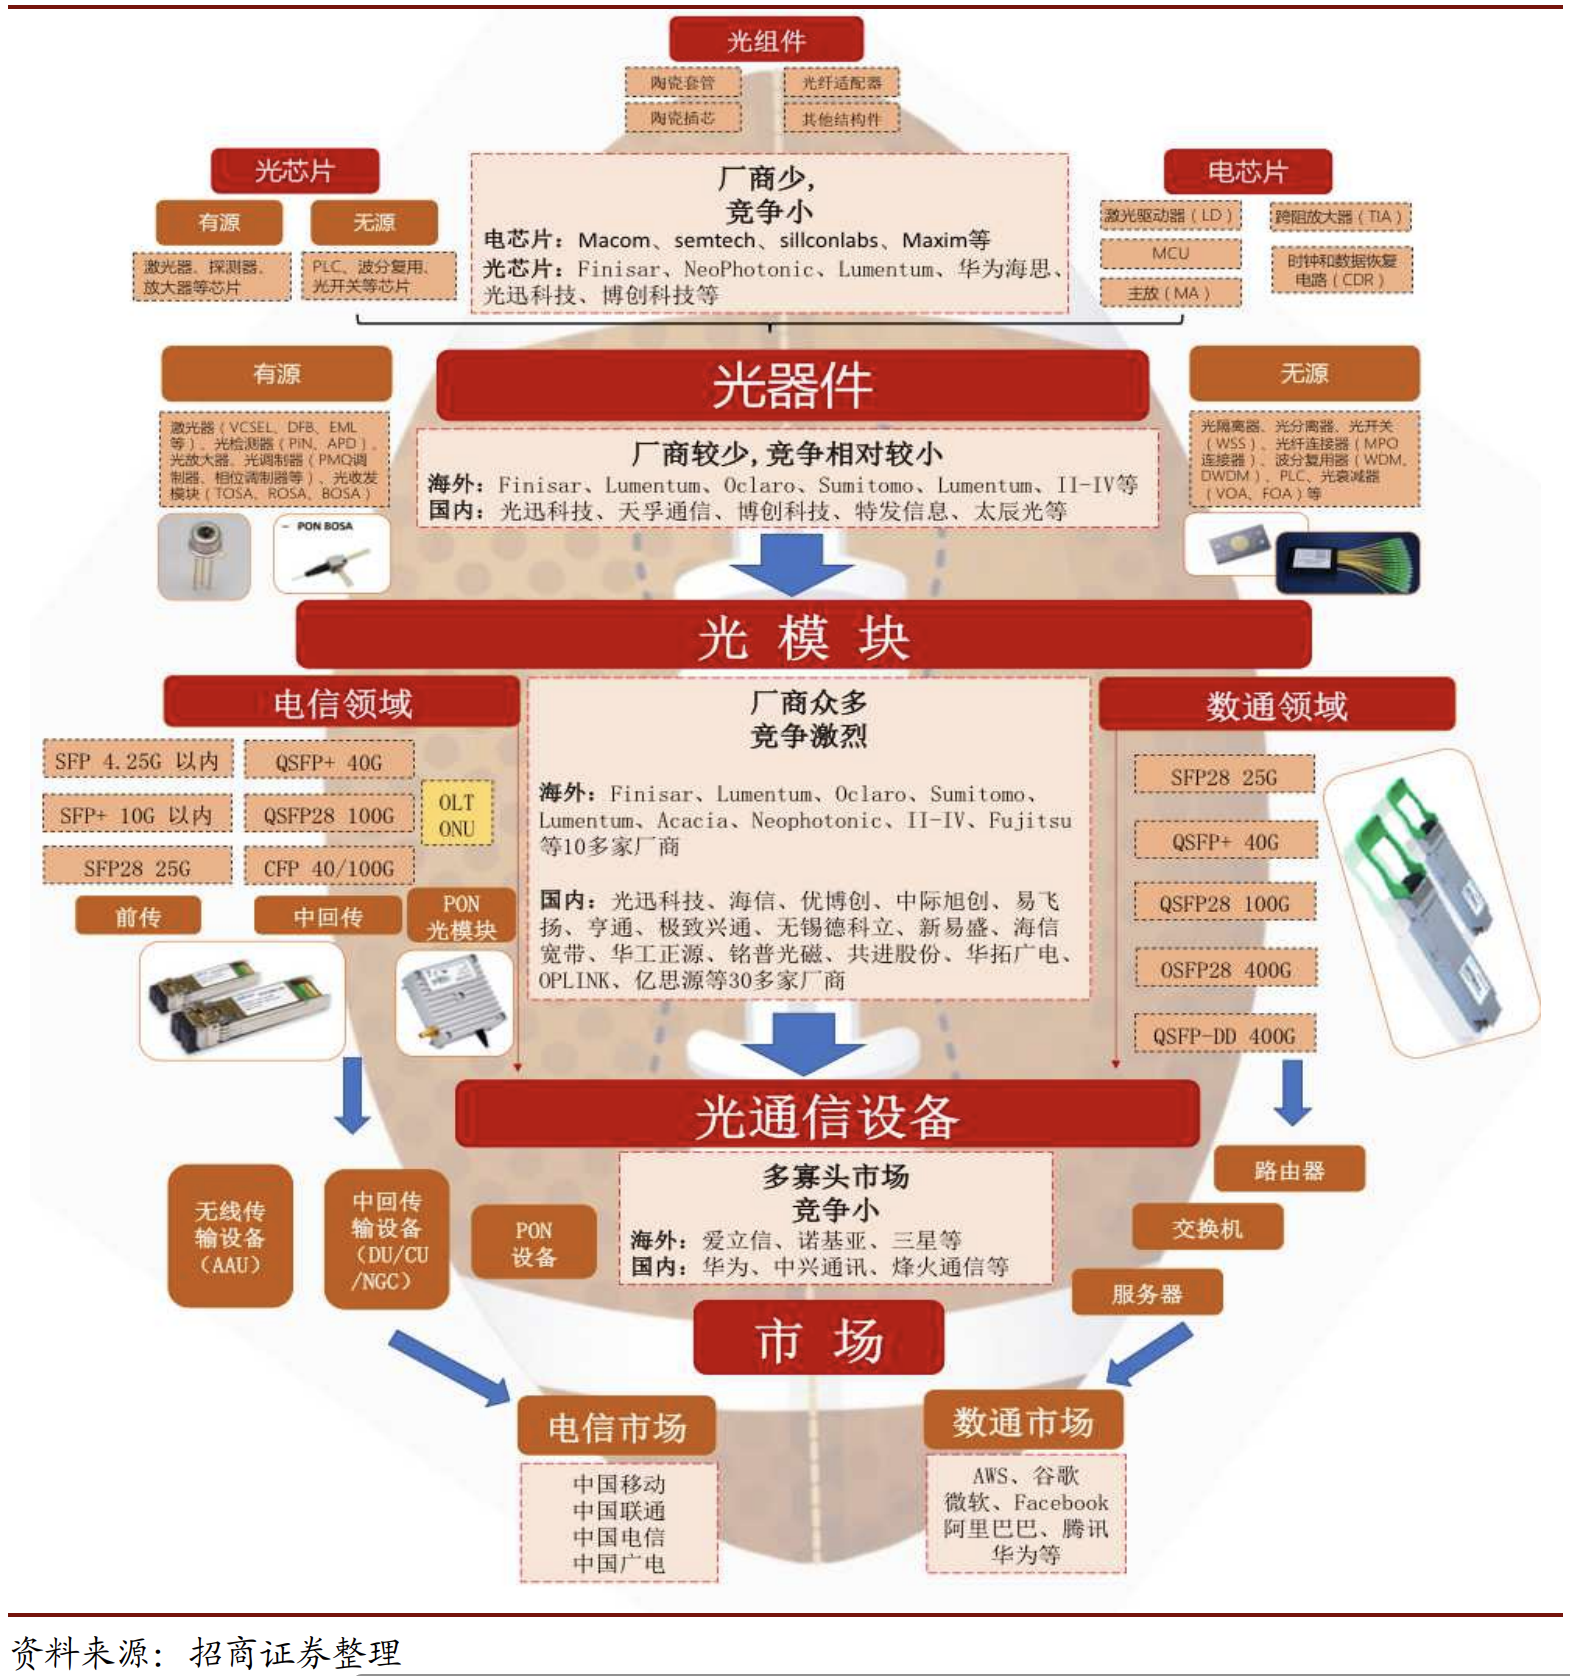 光组件
陶瓷套管
光纤适配器
陶瓷插芯
其他结构件
光芯片
有源
无源
激光器、探测器、
放大器等芯片
PLC、波分复用、
光开关等芯片
厂商少,
竞争小
电芯片：Macom、semtech、sillconlabs、Maxim等
光芯片：Finisar、NeoPhotonic、Lumentum、华为海思、
光迅科技、博创科技等
电芯片
激光驱动器（LD）
跨阻放大器（TIA）
MCU
时钟和数据恢复
电路（CDR）
主放（MA）
有源
激光器（VCSEL、DFB、EML
等）、光检测器（PIN、APD）、
光放大器、光调制器（PMQ调
制器、相位调制器等）、光收发
模块（TOSA、ROSA、BOSA）
– PON BOSA
光器件
厂商较少,竞争相对较小
海外：Finisar、Lumentum、Oclaro、Sumitomo、Lumentum、II-IV等
国内：光迅科技、天孚通信、博创科技、特发信息、太辰光等
无源
光隔离器、光分离器、光开关
（WSS）、光纤连接器（MPO
连接器）、波分复用器（WDM、
DWDM）、PLC、光衰减器
（VOA、FOA）等
光 模 块
电信领域
SFP 4.25G 以内
QSFP+ 40G
SFP+ 10G 以内
QSFP28 100G
SFP28 25G
CFP 40/100G
OLT
ONU
前传
中回传
PON
光模块
厂商众多
竞争激烈
海外：Finisar、Lumentum、Oclaro、Sumitomo、
Lumentum、Acacia、Neophotonic、II-IV、Fujitsu
等10多家厂商
国内：光迅科技、海信、优博创、中际旭创、易飞
扬、亨通、极致兴通、无锡德科立、新易盛、海信
宽带、华工正源、铭普光磁、共进股份、华拓广电、
OPLINK、亿思源等30多家厂商
数通领域
SFP28 25G
QSFP+ 40G
QSFP28 100G
OSFP28 400G
QSFP-DD 400G
光通信设备
多寡头市场
竞争小
海外：爱立信、诺基亚、三星等
国内：华为、中兴通讯、烽火通信等
无线传
输设备
（AAU）
中回传
输设备
（DU/CU
/NGC）
PON
设备
路由器
交换机
服务器
市 场
电信市场
中国移动
中国联通
中国电信
中国广电
数通市场
AWS、谷歌
微软、Facebook
阿里巴巴、腾讯
华为等
资料来源：招商证券整理